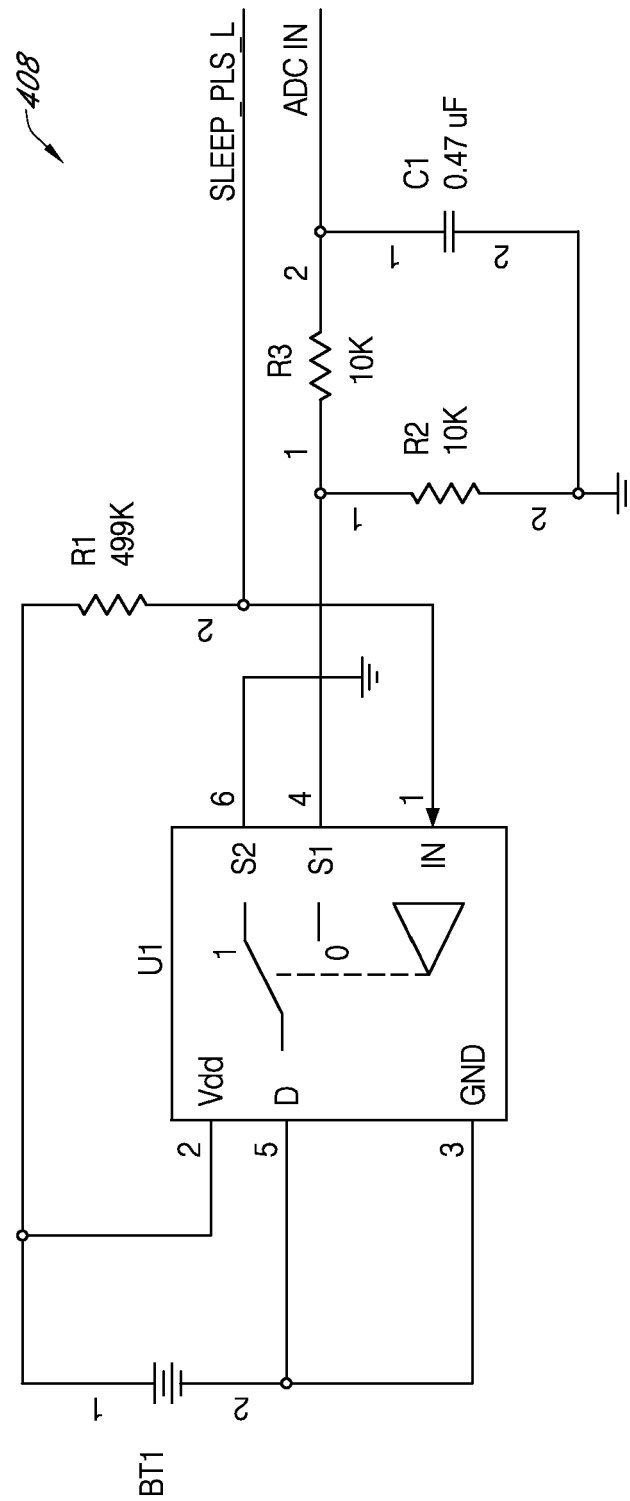 408
SLEEP_PLS_L
ADC IN
R1
499K
2
R3
10K
1
2
C1
0.47 uF
1
2
R2
10K
1
2
U1
Vdd
D
GND
S2
S1
IN
1
0
2
5
3
6
4
1
BT1
1
2